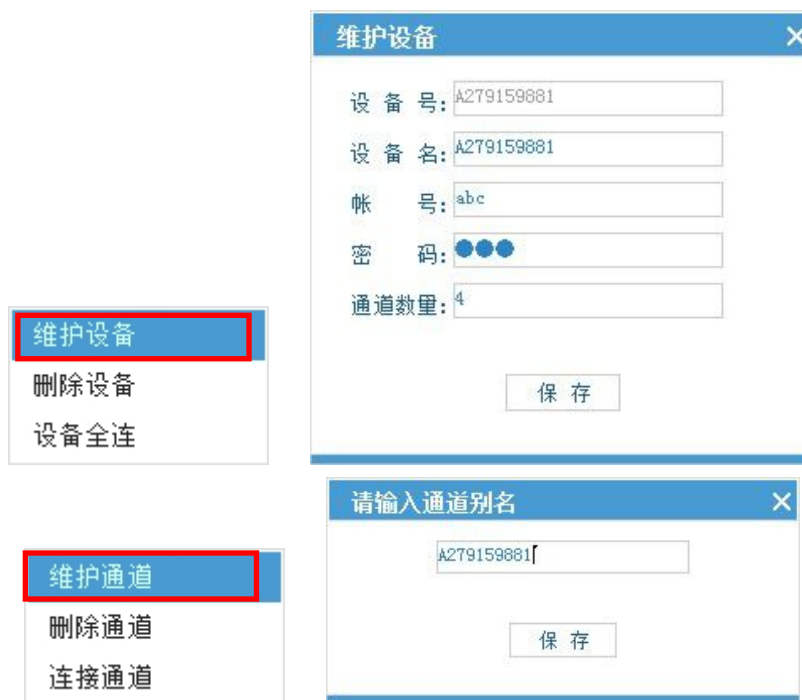 维护设备
设 备 号: A279159881
设 备 名: A279159881
帐 号: abc
密 码: ●●●
通道数量: 4
保 存
维护设备
删除设备
设备全连
请输入通道别名
A279159881
保 存
维护通道
删除通道
连接通道